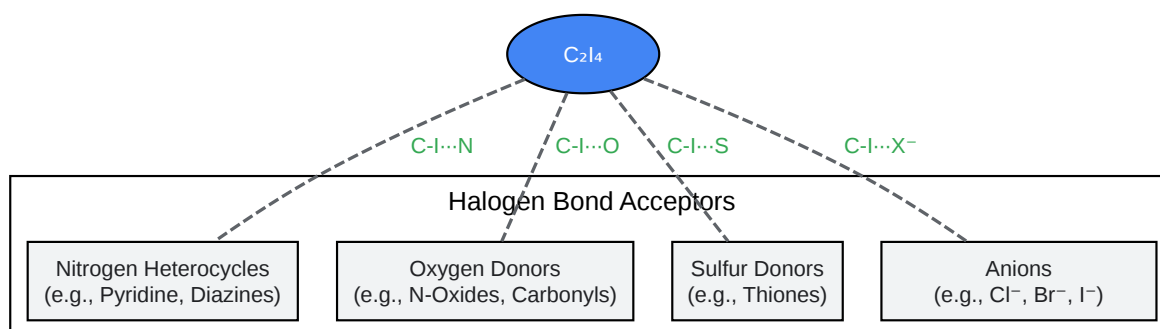 C₂I₄
C-I···N
C-I···O
C-I···S
C-I···X⁻
Halogen Bond Acceptors
Nitrogen Heterocycles
(e.g., Pyridine, Diazines)
Oxygen Donors
(e.g., N-Oxides, Carbonyls)
Sulfur Donors
(e.g., Thiones)
Anions
(e.g., Cl⁻, Br⁻, I⁻)